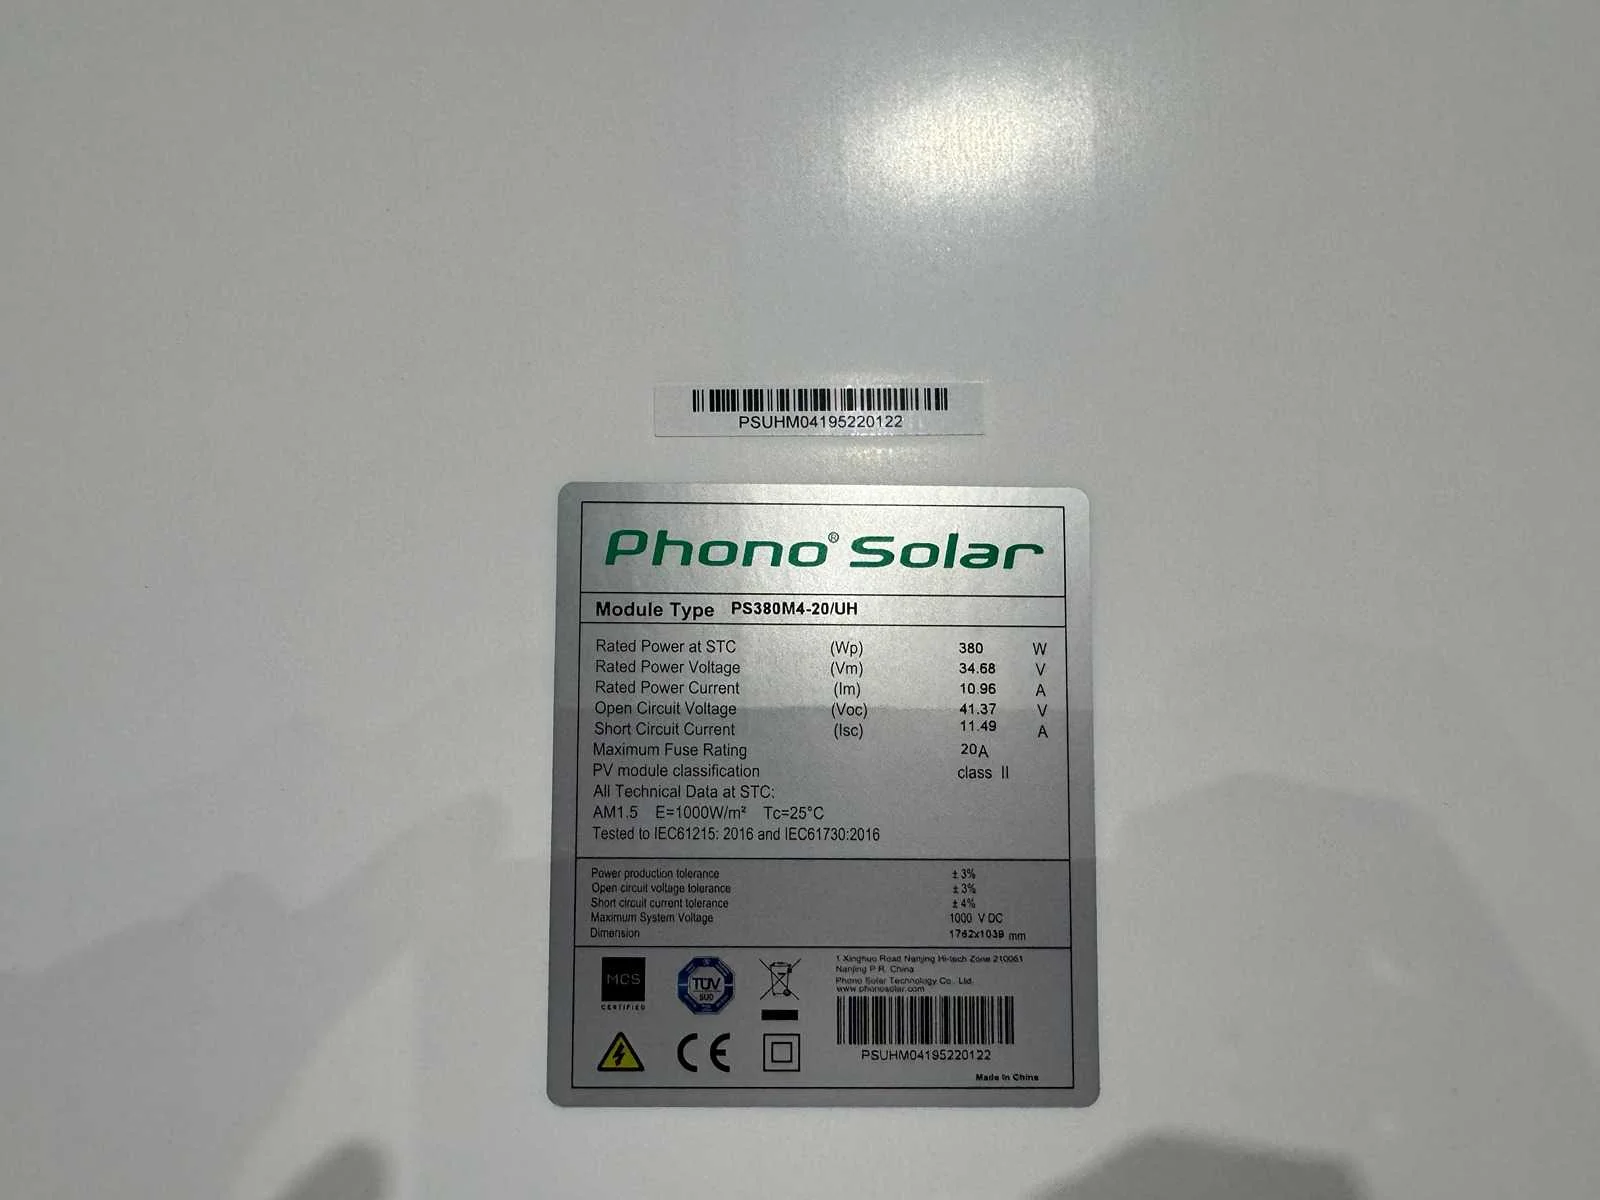 PSUHM04195220122
Phono® Solar
Module Type PS380M4-20/UH
Rated Power at STC (Wp) 380 W
Rated Power Voltage (Vm) 34.68 V
Rated Power Current (Im) 10.96 A
Open Circuit Voltage (Voc) 41.37 V
Short Circuit Current (Isc) 11.49 A
Maximum Fuse Rating 20A
PV module classification class II
All Technical Data at STC:
AM1.5 E=1000W/m² Tc=25°C
Tested to IEC61215: 2016 and IEC61730:2016
Power production tolerance ± 3%
Open circuit voltage tolerance ± 3%
Short circuit current tolerance ± 4%
Maximum System Voltage 1000 V DC
Dimension 1762x1039 mm
MCS
CERTIFIED
TÜV
SÜD
1 Xinghuo Road Nanjing Hi-tech Zone 210061
Nanjing P.R. China
Phono Solar Technology Co., Ltd.
www.phonosolar.com
CE
PSUHM04195220122
Made In China